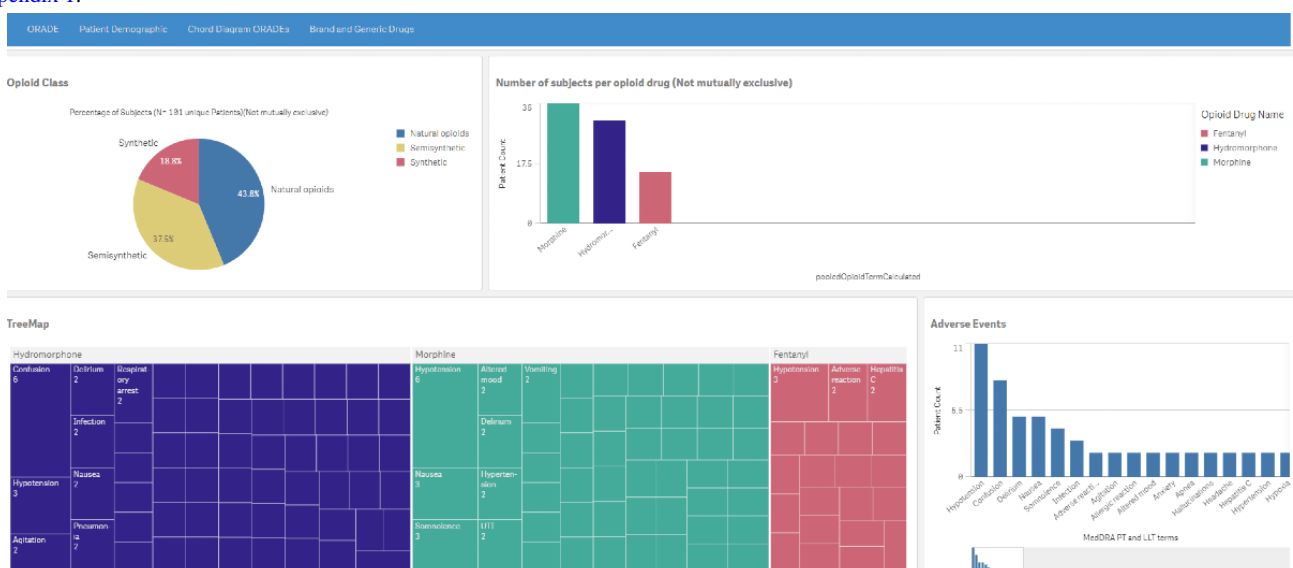 pendix 1.
ORADE Patient Demographic Chord Diagram ORADEs Brand and Generic Drugs
Opioid Class
Percentage of Subjects (N= 191 unique Patients)(Not mutually exclusive)
Synthetic
18.8%
43.8%
Natural opioids
37.5%
Semisynthetic
Natural opioids
Semisynthetic
Synthetic
Number of subjects per opioid drug (Not mutually exclusive)
35
17.5
0
Patient Count
Morphine
Hydromor...
Fentanyl
pooledOpioidTermCalculated
Opioid Drug Name
Fentanyl
Hydromorphone
Morphine
TreeMap
Hydromorphone
Confusion
6
Hypotension
3
Agitation
2
Delirium
2
Infection
2
Nausea
2
Pneumon
ia
2
Respirat
ory
arrest
2
Morphine
Hypotension
6
Nausea
3
Somnolence
3
Altered
mood
2
Delirium
2
Hyperten-
sion
2
UTI
2
Vomiting
2
Fentanyl
Hypotension
3
Adverse
reaction
2
Hepatitis
C
2
Adverse Events
11
5.5
0
Patient Count
Hypotension
Confusion
Delirium
Nausea
Somnolence
Infection
Adverse reacti...
Agitation
Allergic reaction
Altered mood
Anxiety
Apnea
Hallucinations
Headache
Hepatitis C
Hypertension
Hypoxia
MedDRA PT and LLT terms